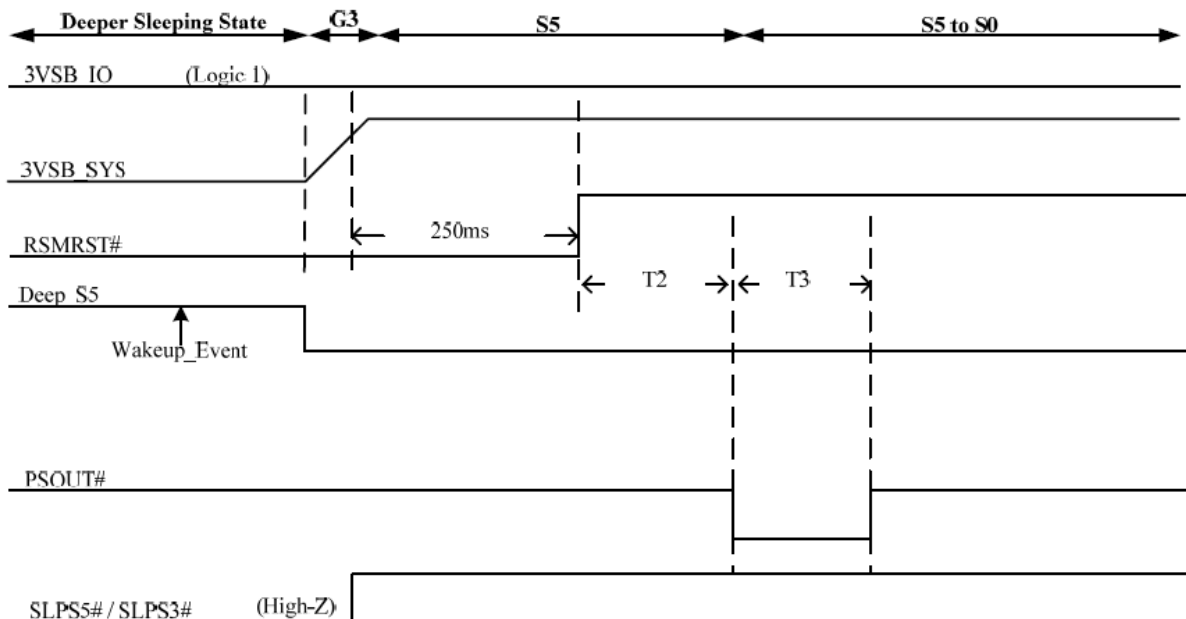 Deeper Sleeping State G3 S5 S5 to S0
3VSB_IO (Logic 1)
3VSB_SYS
250ms
RSMRST#
T2 T3
Deep_S5
Wakeup_Event
PSOUT#
SLPS5# / SLPS3# (High-Z)